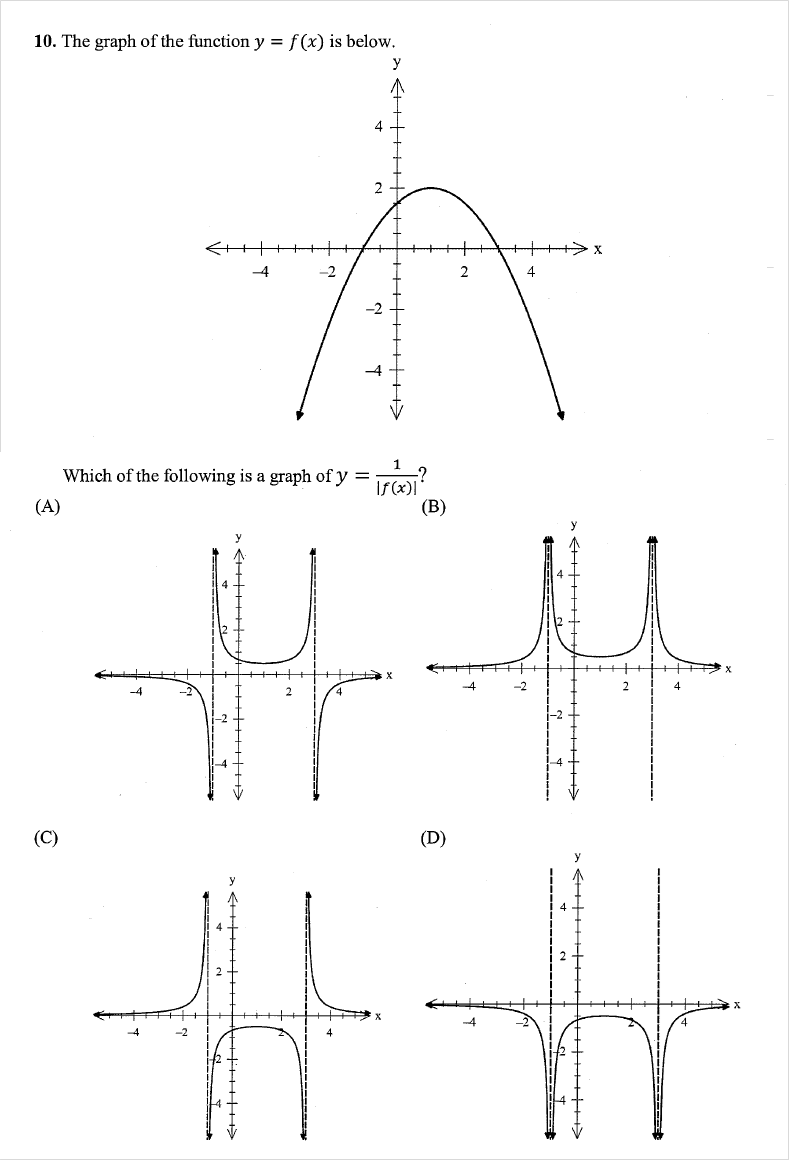 10. The graph of the function y = f(x) is below.
y
4
2
x
−4 −2 2 4
−2
−4
Which of the following is a graph of y = 1/|f(x)|?
(A) (B)
y
4
2
x
−4 −2 2 4
−2
−4
y
4
2
x
−4 −2 2 4
−2
−4
(C) (D)
y
4
2
x
−4 −2 2 4
−2
−4
y
4
2
x
−4 −2 2 4
−2
−4